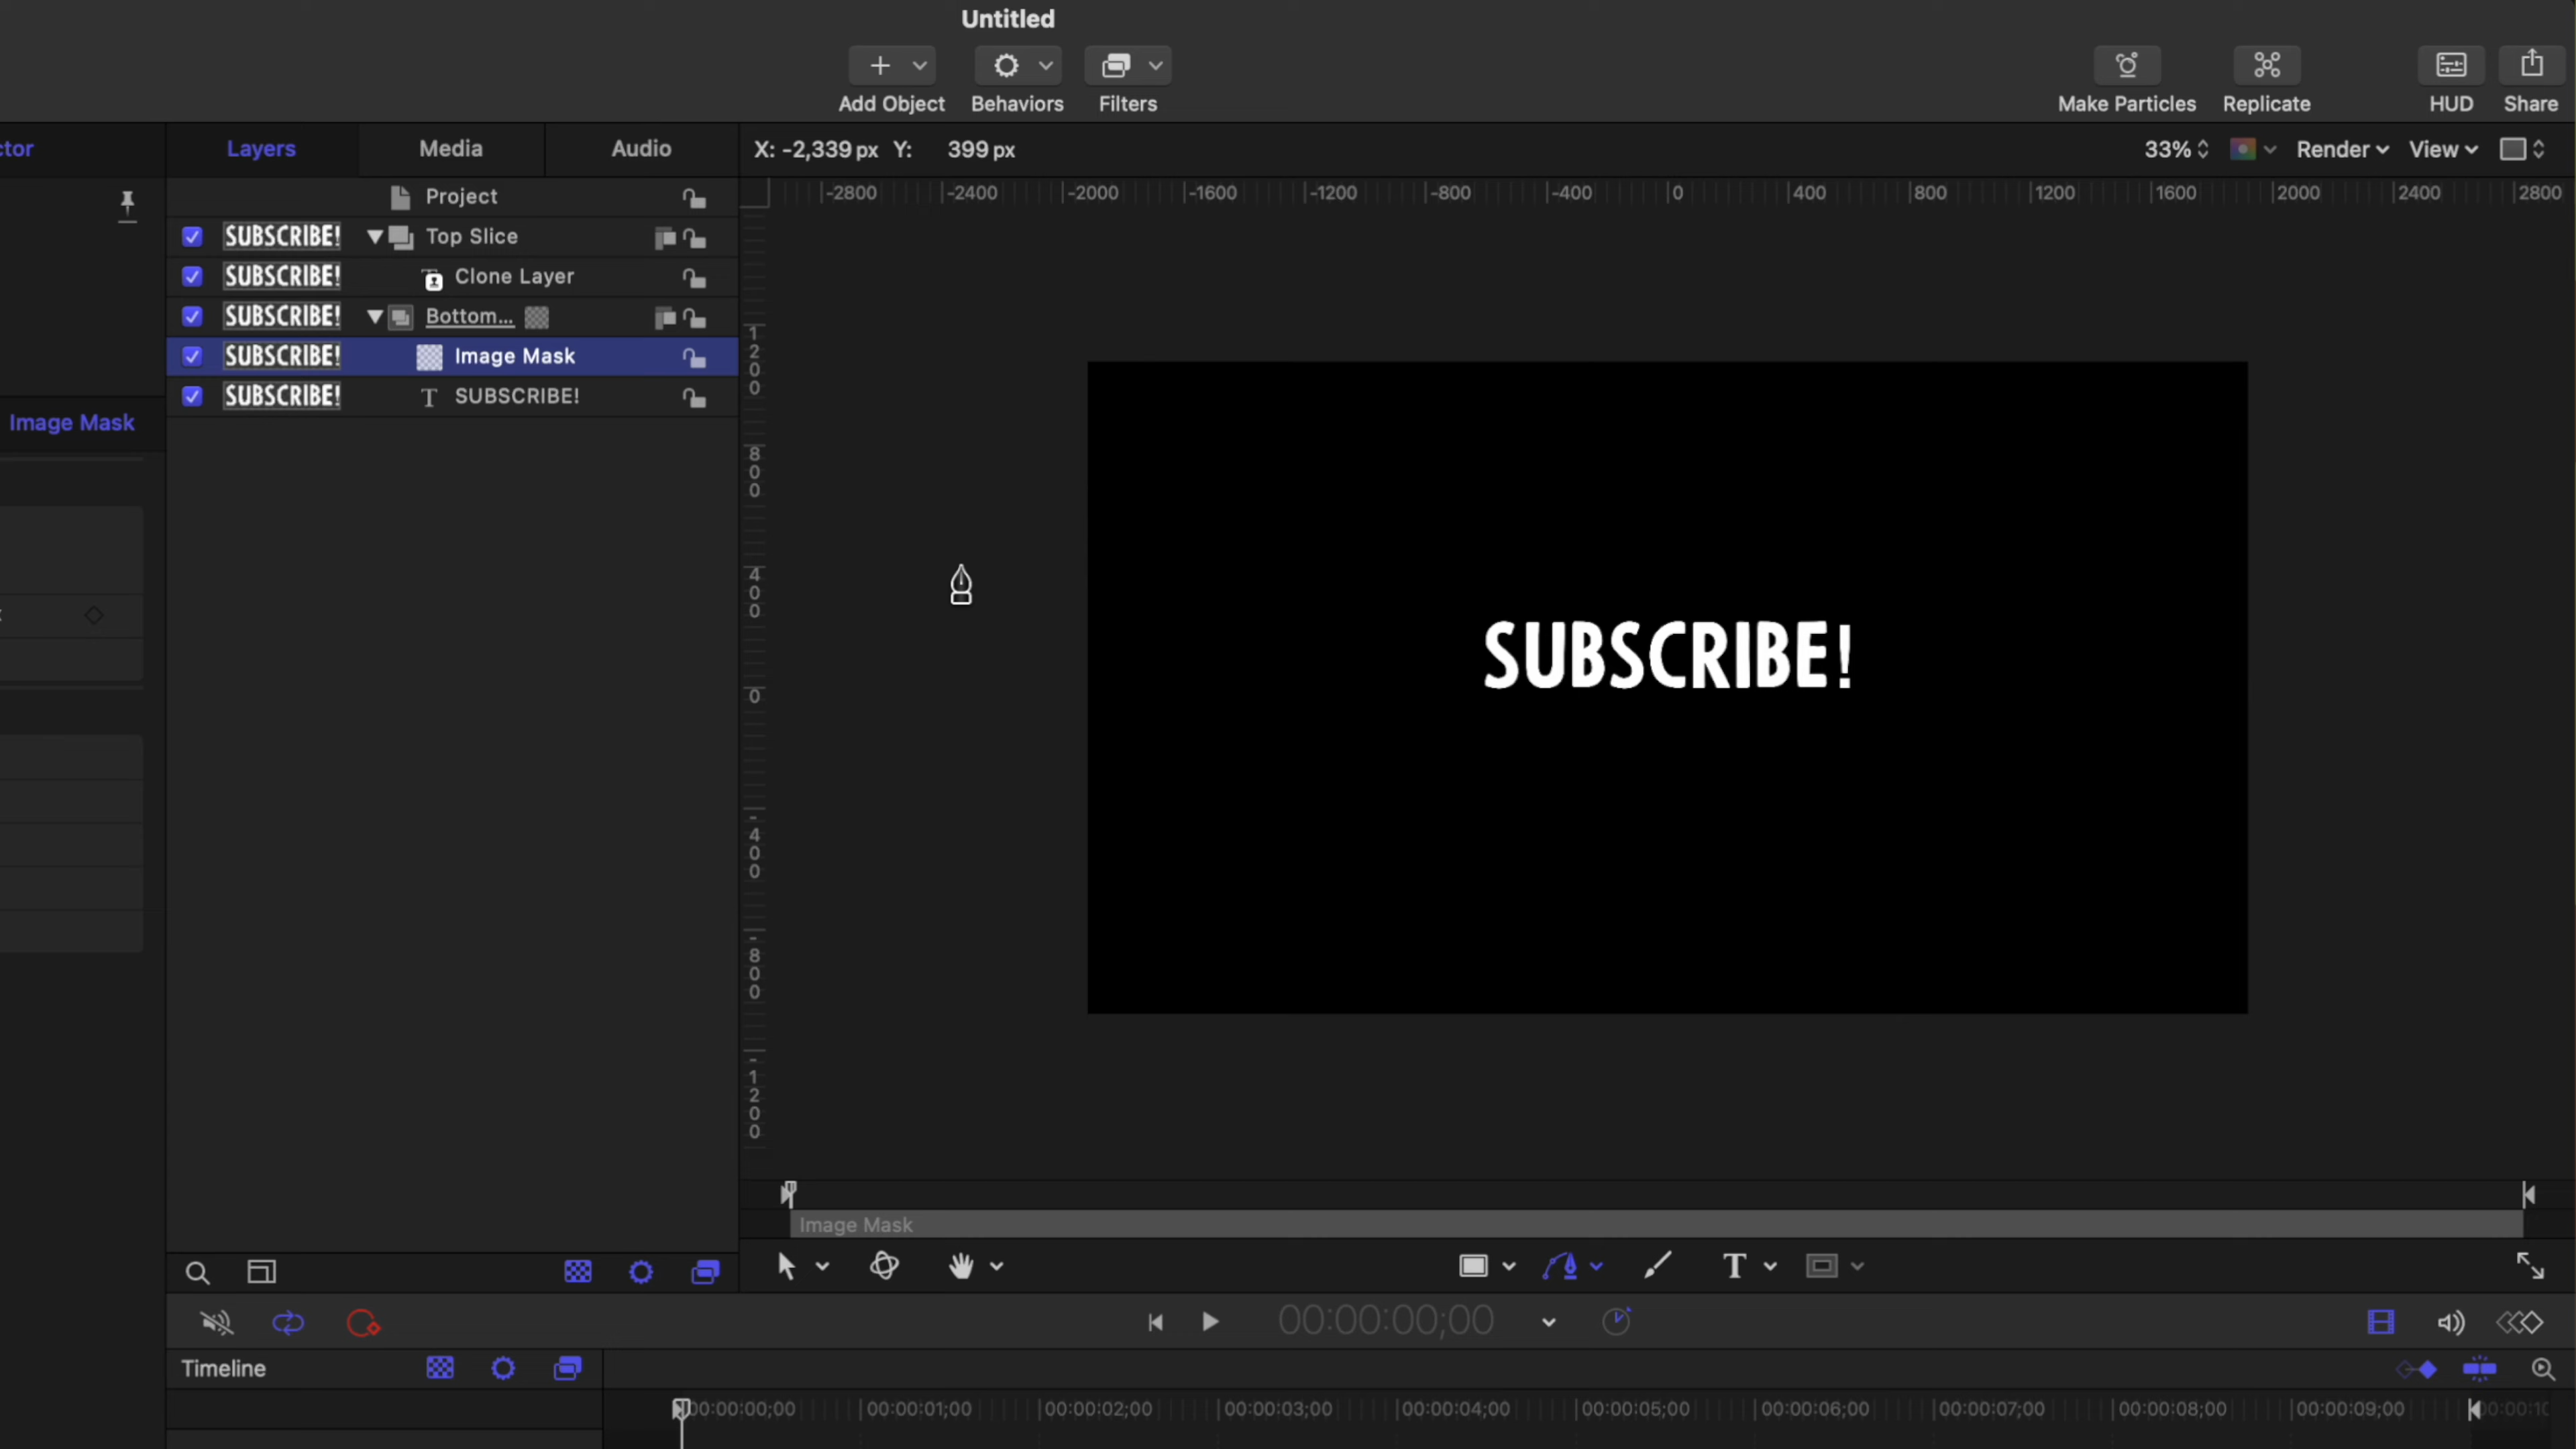 Untitled
Add Object
Behaviors
Filters
Make Particles
Replicate
HUD
Share
ctor
Layers
Media
Audio
X: -2,339 px Y: 399 px
33%
Render
View
Project
-2800 -2400 -2000 -1600 -1200 -800 -400 0 400 800 1200 1600 2000 2400 2800
SUBSCRIBE! Top Slice
SUBSCRIBE! Clone Layer
SUBSCRIBE! Bottom...
SUBSCRIBE! Image Mask
SUBSCRIBE! T SUBSCRIBE!
Image Mask
1200
800
400
0
-400
-800
-1200
SUBSCRIBE!
Image Mask
T
00:00:00;00
Timeline
00:00:00;00 00:00:01;00 00:00:02;00 00:00:03;00 00:00:04;00 00:00:05;00 00:00:06;00 00:00:07;00 00:00:08;00 00:00:09;00